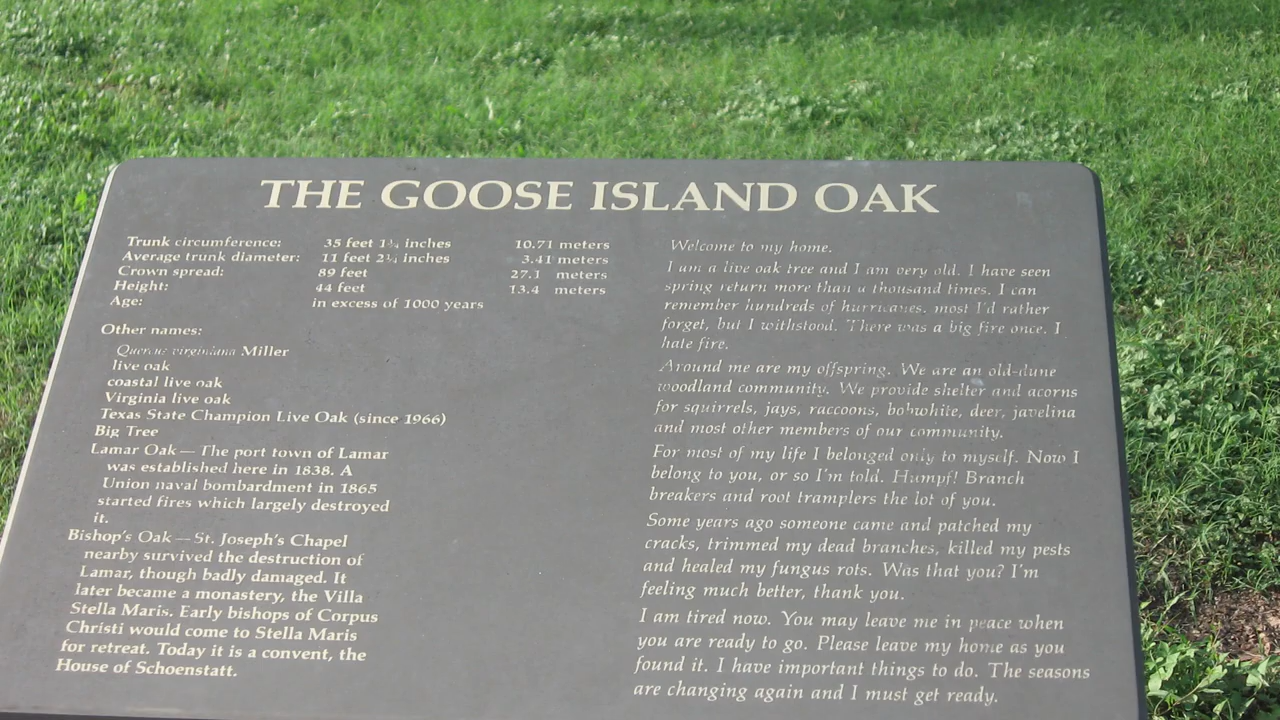 THE GOOSE ISLAND OAK
Trunk circumference: 35 feet 1¾ inches 10.71 meters
Average trunk diameter: 11 feet 2¼ inches 3.41 meters
Crown spread: 89 feet 27.1 meters
Height: 44 feet 13.4 meters
Age: in excess of 1000 years
Other names:
Quercus virginiana Miller
live oak
coastal live oak
Virginia live oak
Texas State Champion Live Oak (since 1966)
Big Tree
Lamar Oak — The port town of Lamar
was established here in 1838. A
Union naval bombardment in 1865
started fires which largely destroyed
it.
Bishop's Oak — St. Joseph's Chapel
nearby survived the destruction of
Lamar, though badly damaged. It
later became a monastery, the Villa
Stella Maris. Early bishops of Corpus
Christi would come to Stella Maris
for retreat. Today it is a convent, the
House of Schoenstatt.
Welcome to my home.
I am a live oak tree and I am very old. I have seen
spring return more than a thousand times. I can
remember hundreds of hurricanes, most I'd rather
forget, but I withstood. There was a big fire once. I
hate fire.
Around me are my offspring. We are an old-dune
woodland community. We provide shelter and acorns
for squirrels, jays, raccoons, bobwhite, deer, javelina
and most other members of our community.
For most of my life I belonged only to myself. Now I
belong to you, or so I'm told. Humpf! Branch
breakers and root tramplers the lot of you.
Some years ago someone came and patched my
cracks, trimmed my dead branches, killed my pests
and healed my fungus rots. Was that you? I'm
feeling much better, thank you.
I am tired now. You may leave me in peace when
you are ready to go. Please leave my home as you
found it. I have important things to do. The seasons
are changing again and I must get ready.